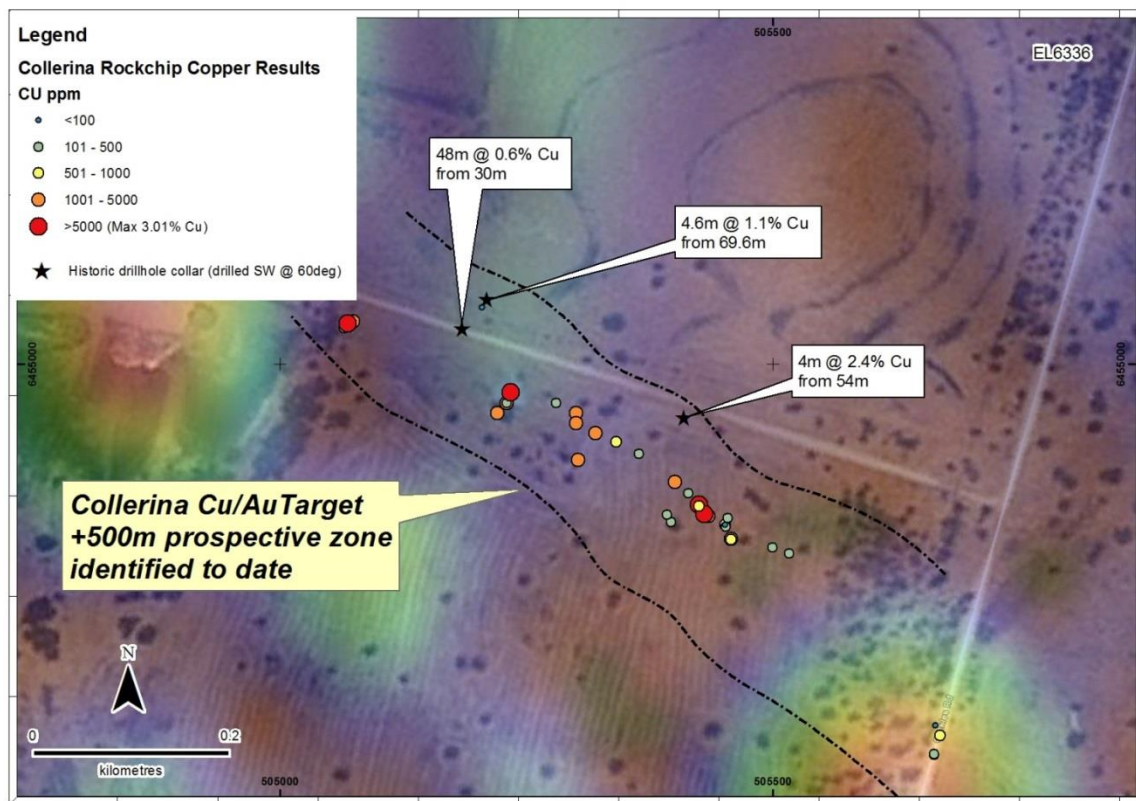 Legend
Collerina Rockchip Copper Results
CU ppm
<100
101 - 500
501 - 1000
1001 - 5000
>5000 (Max 3.01% Cu)
Historic drillhole collar (drilled SW @ 60deg)
505500
EL6336
48m @ 0.6% Cu
from 30m
4.6m @ 1.1% Cu
from 69.6m
4m @ 2.4% Cu
from 54m
6455000
6455000
Collerina Cu/AuTarget
+500m prospective zone
identified to date
N
0 0.2
kilometres
505000
505500